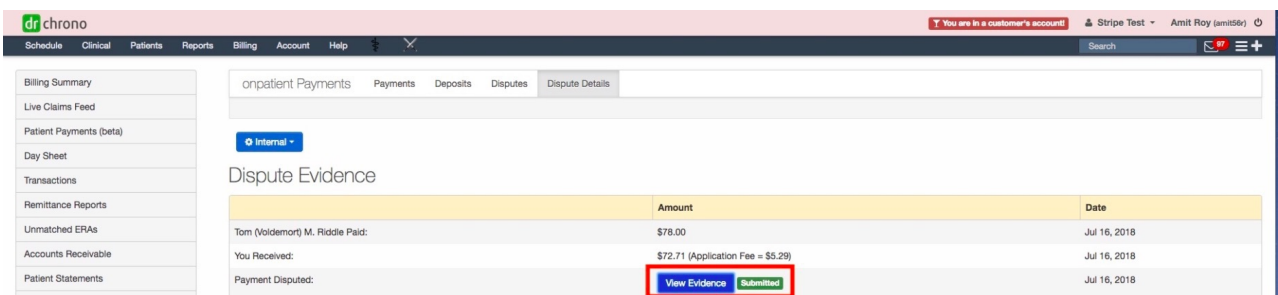 dr chrono
You are in a customer's account!
Stripe Test
Amit Roy (amit56r)
Schedule Clinical Patients Reports Billing Account Help
Search
97
Billing Summary
Live Claims Feed
Patient Payments (beta)
Day Sheet
Transactions
Remittance Reports
Unmatched ERAs
Accounts Receivable
Patient Statements
onpatient Payments Payments Deposits Disputes Dispute Details
Internal
Dispute Evidence
Amount Date
Tom (Voldemort) M. Riddle Paid: $78.00 Jul 16, 2018
You Received: $72.71 (Application Fee = $5.29) Jul 16, 2018
Payment Disputed: View Evidence Submitted Jul 16, 2018